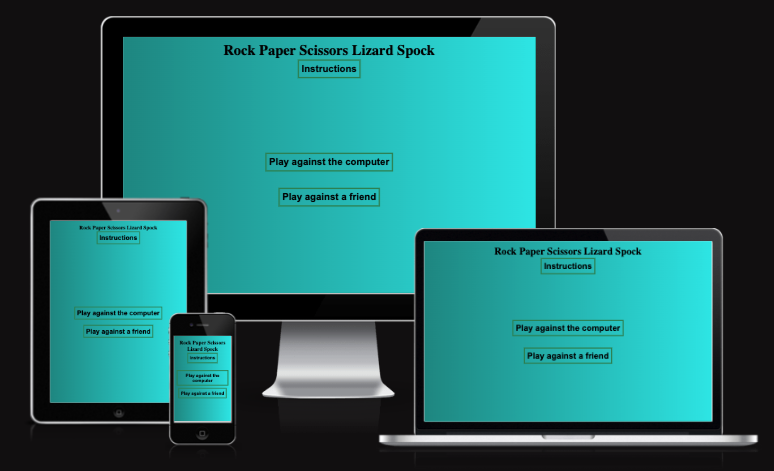 Rock Paper Scissors Lizard Spock
Instructions
Play against the computer
Play against a friend
Rock Paper Scissors Lizard Spock
Instructions
Play against the computer
Play against a friend
Rock Paper Scissors
Lizard Spock
Instructions
Play against the
computer
Play against a friend
Rock Paper Scissors Lizard Spock
Instructions
Play against the computer
Play against a friend